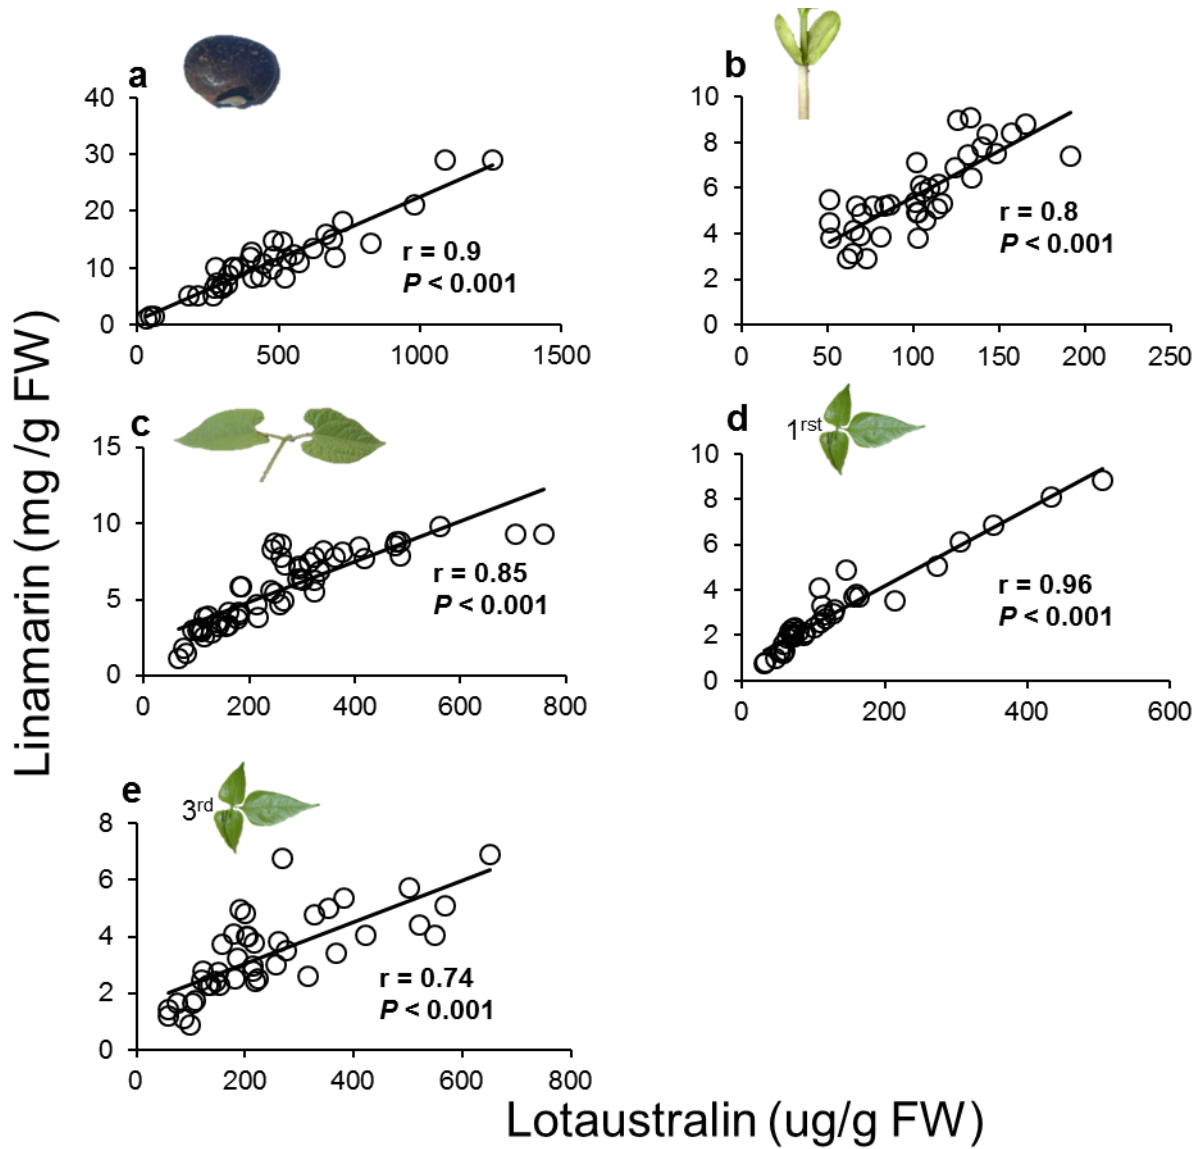 a
b
40
30
20
10
0
0 500 1000 1500
r = 0.9
P < 0.001
10
8
6
4
2
0
0 50 100 150 200 250
r = 0.8
P < 0.001
Linamarin (mg /g FW)
c
15
10
5
0
0 200 400 600 800
r = 0.85
P < 0.001
d
1rst
10
8
6
4
2
0
0 200 400 600
r = 0.96
P < 0.001
e
3rd
8
6
4
2
0
0 200 400 600 800
r = 0.74
P < 0.001
Lotaustralin (ug/g FW)